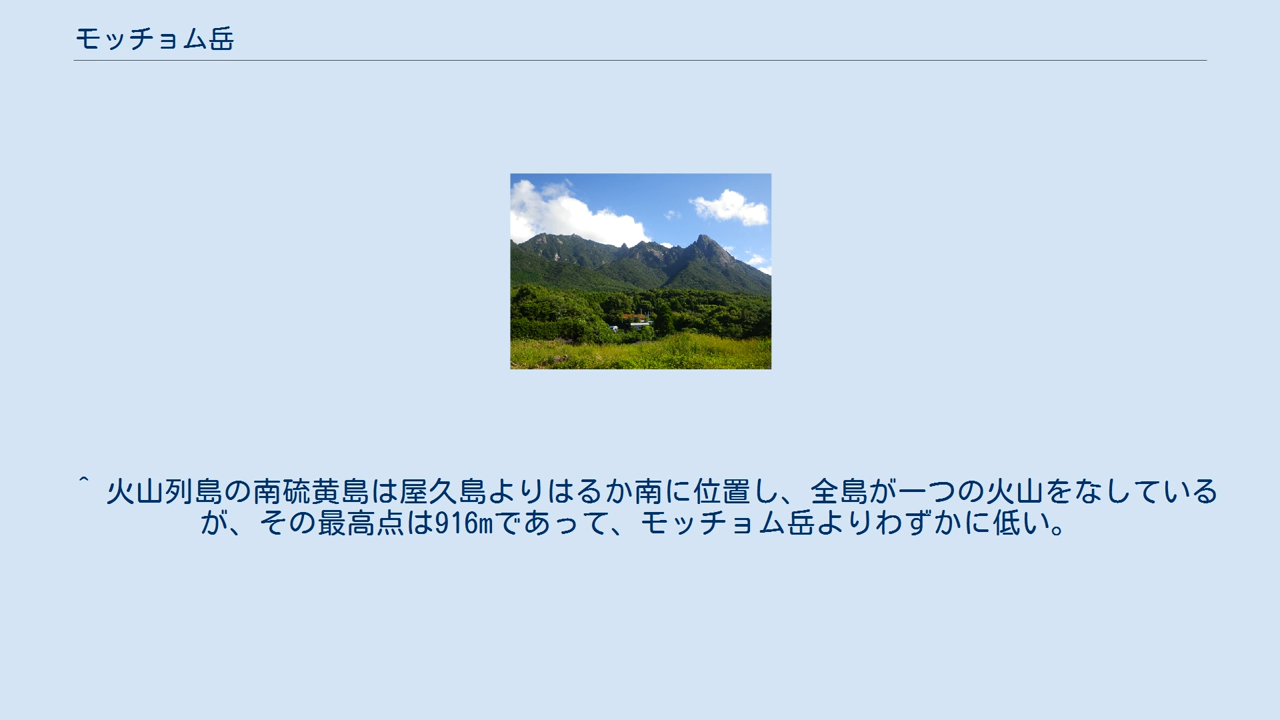 モッチョム岳
^ 火山列島の南硫黄島は屋久島よりはるか南に位置し、全島が一つの火山をなしている
が、その最高点は916mであって、モッチョム岳よりわずかに低い。